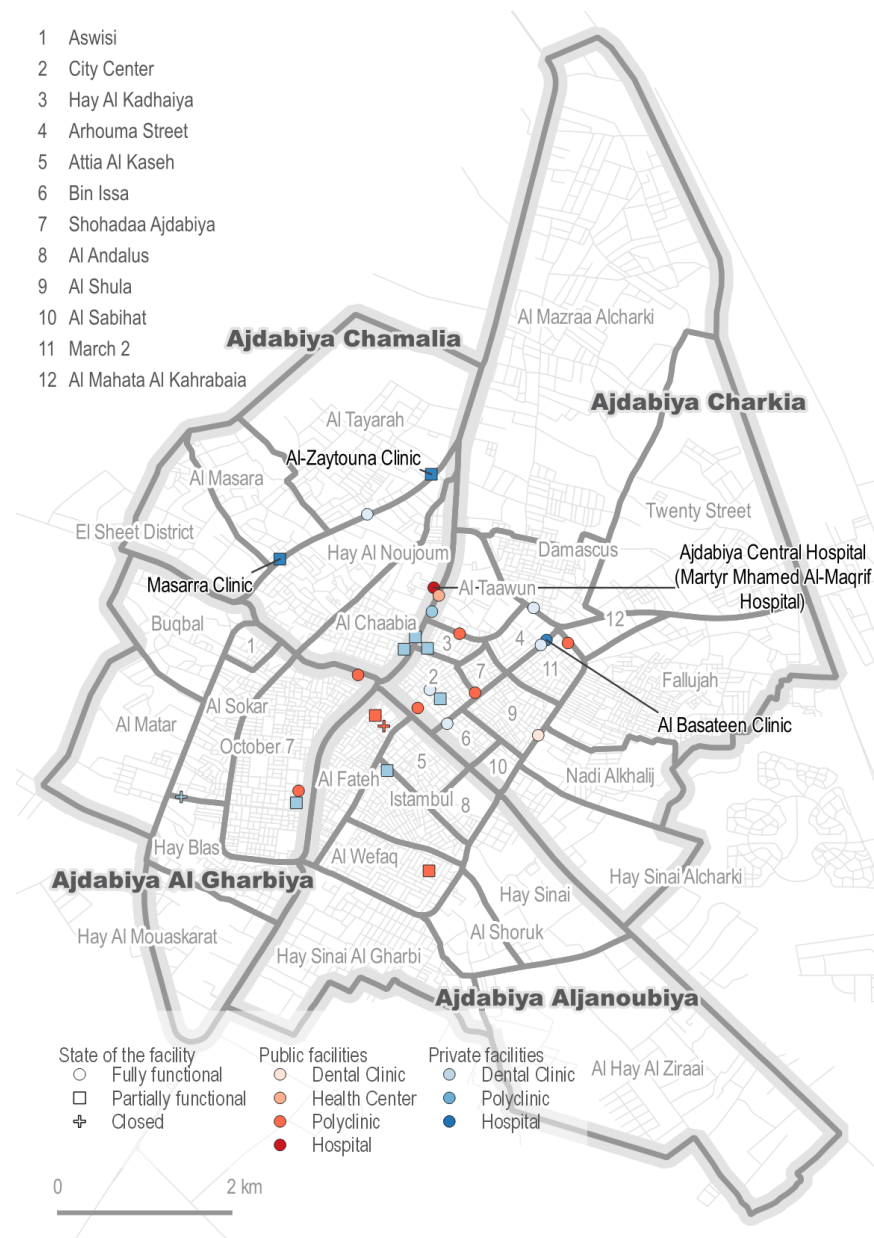 1 Aswisi
2 City Center
3 Hay Al Kadhaiya
4 Arhouma Street
5 Attia Al Kaseh
6 Bin Issa
7 Shohadaa Ajdabiya
8 Al Andalus
9 Al Shula
10 Al Sabihat
11 March 2
12 Al Mahata Al Kahrabaia
Al Mazraa Alcharki
Ajdabiya Chamalia
Ajdabiya Charkia
Al Tayarah
Al-Zaytouna Clinic
Al Masara
Twenty Street
El Sheet District
Hay Al Noujoum
Damascus
Ajdabiya Central Hospital
(Martyr Mhamed Al-Maqrif
Hospital)
Masarra Clinic
Al-Taawun
Buqbal
Al Chaabia
12
1
3
4
11
2
7
Fallujah
Al Sokar
Al Matar
9
Al Basateen Clinic
October 7
6
5
10
Al Fateh
Nadi Alkhalij
Istambul
8
Hay Blas
Al Wefaq
Ajdabiya Al Gharbiya
Hay Sinai Alcharki
Hay Sinai
Hay Al Mouaskarat
Al Shoruk
Hay Sinai Al Gharbi
Ajdabiya Aljanoubiya
Al Hay Al Ziraai
State of the facility
Fully functional
Partially functional
Closed
Public facilities
Dental Clinic
Health Center
Polyclinic
Hospital
Private facilities
Dental Clinic
Polyclinic
Hospital
0 2 km